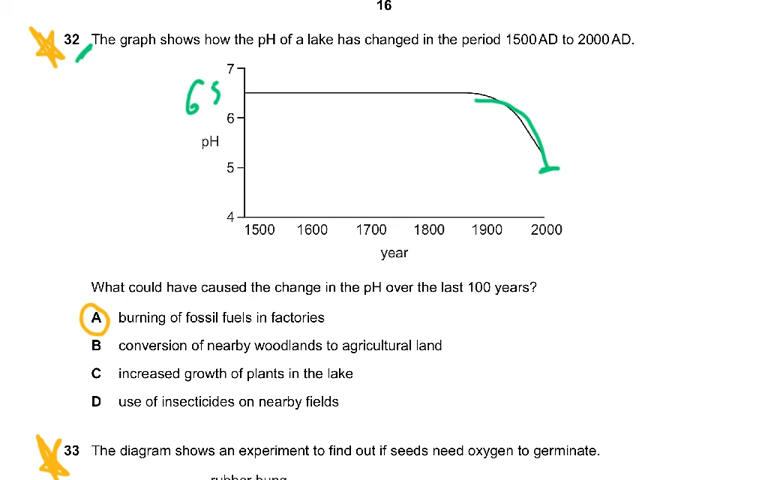 16
32 The graph shows how the pH of a lake has changed in the period 1500 AD to 2000 AD.
7
6
pH
5
4
1500 1600 1700 1800 1900 2000
year
What could have caused the change in the pH over the last 100 years?
A burning of fossil fuels in factories
B conversion of nearby woodlands to agricultural land
C increased growth of plants in the lake
D use of insecticides on nearby fields
33 The diagram shows an experiment to find out if seeds need oxygen to germinate.
rubber bung